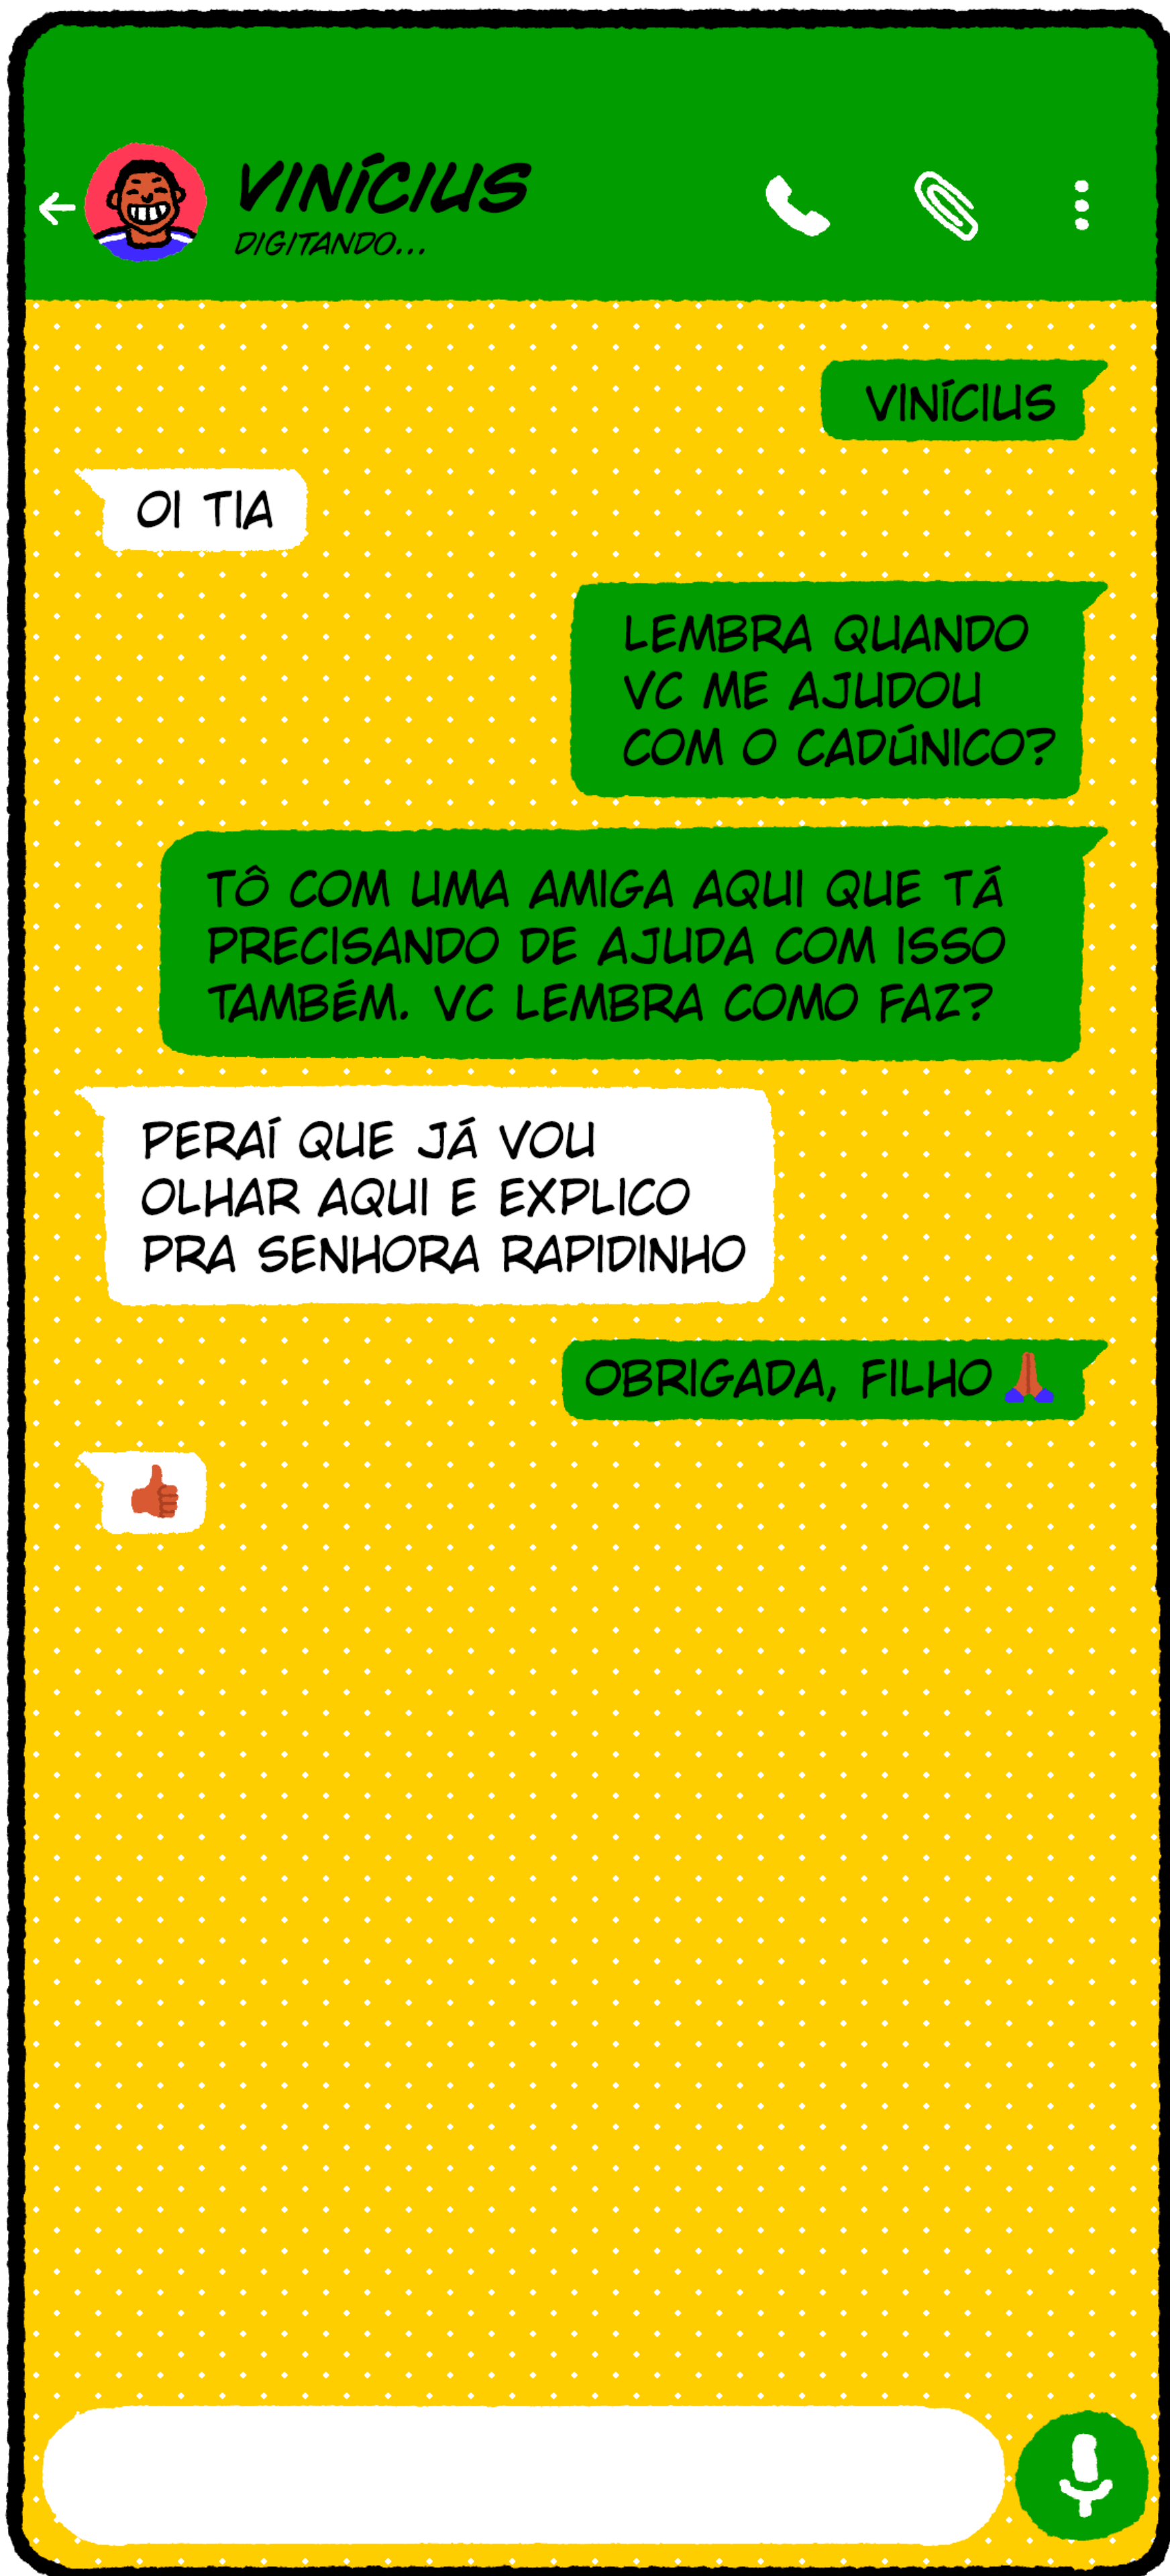 VINÍCIUS
DIGITANDO...
VINÍCIUS
OI TIA
LEMBRA QUANDO
VC ME AJUDOU
COM O CADÚNICO?
TÔ COM UMA AMIGA AQUI QUE TÁ
PRECISANDO DE AJUDA COM ISSO
TAMBÉM. VC LEMBRA COMO FAZ?
PERAÍ QUE JÁ VOU
OLHAR AQUI E EXPLICO
PRA SENHORA RAPIDINHO
OBRIGADA, FILHO 🙏
👍